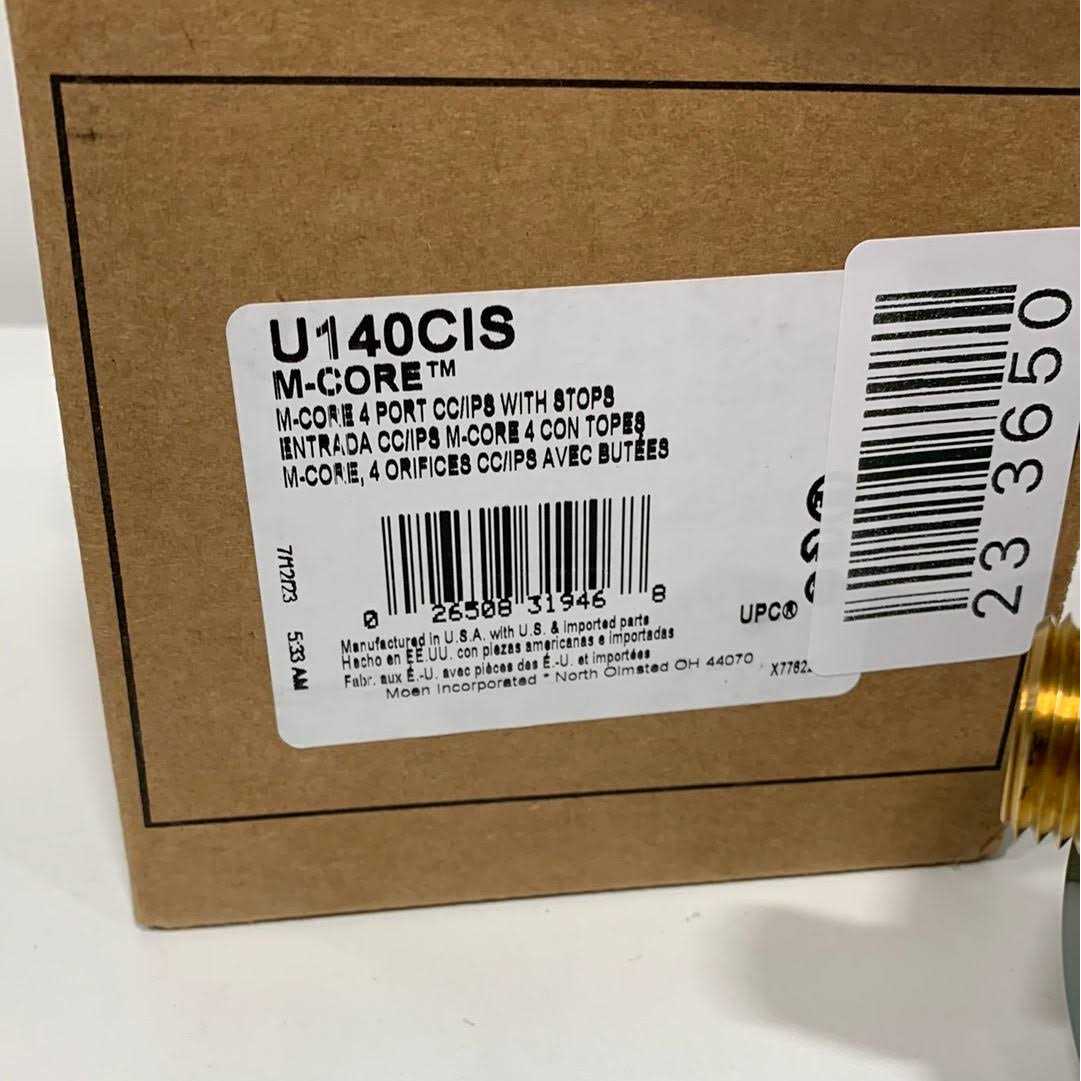 U140CIS
M-CORE™
M-CORE 4 PORT CC/IPS WITH STOPS
ENTRADA CC/IPS M-CORE 4 CON TOPES
M-CORE, 4 ORIFICES CC/IPS AVEC BUTÉES
7/12/23 5:33 AM
0 26508 31946 8
UPC®
Manufactured in U.S.A. with U.S. & imported parts
Hecho en EE.UU. con piezas americanas e importadas
Fabr. aux É.-U. avec pièces des É.-U. et importées
Moen Incorporated * North Olmsted OH 44070
23 3650